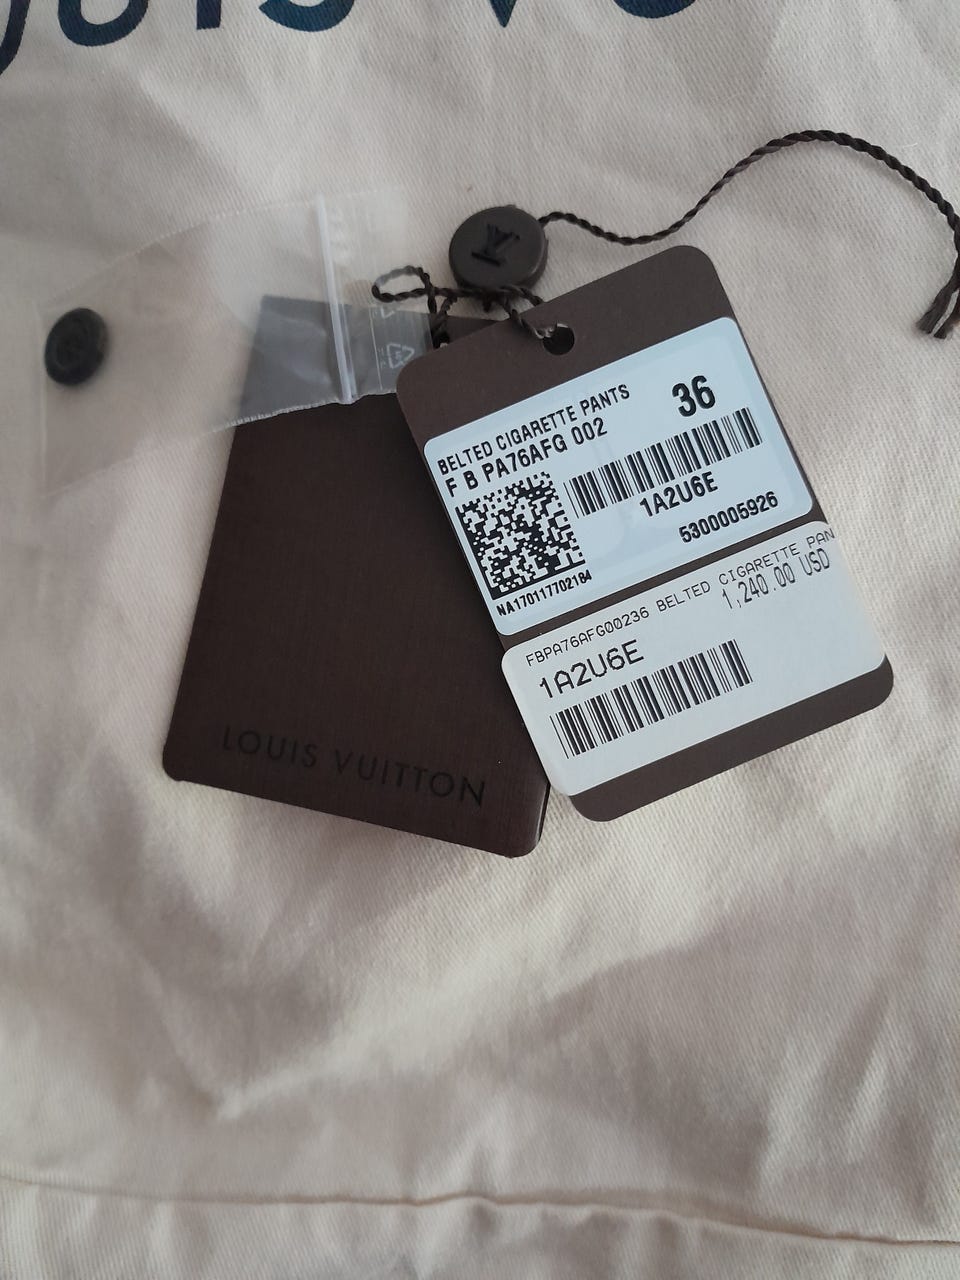 LV
BELTED CIGARETTE PANTS
36
F B PA76AFG 002
1A2U6E
5300005926
NA170117702184
FBPA76AFG00236 BELTED CIGARETTE PAN
1,240.00 USD
1A2U6E
LOUIS VUITTON